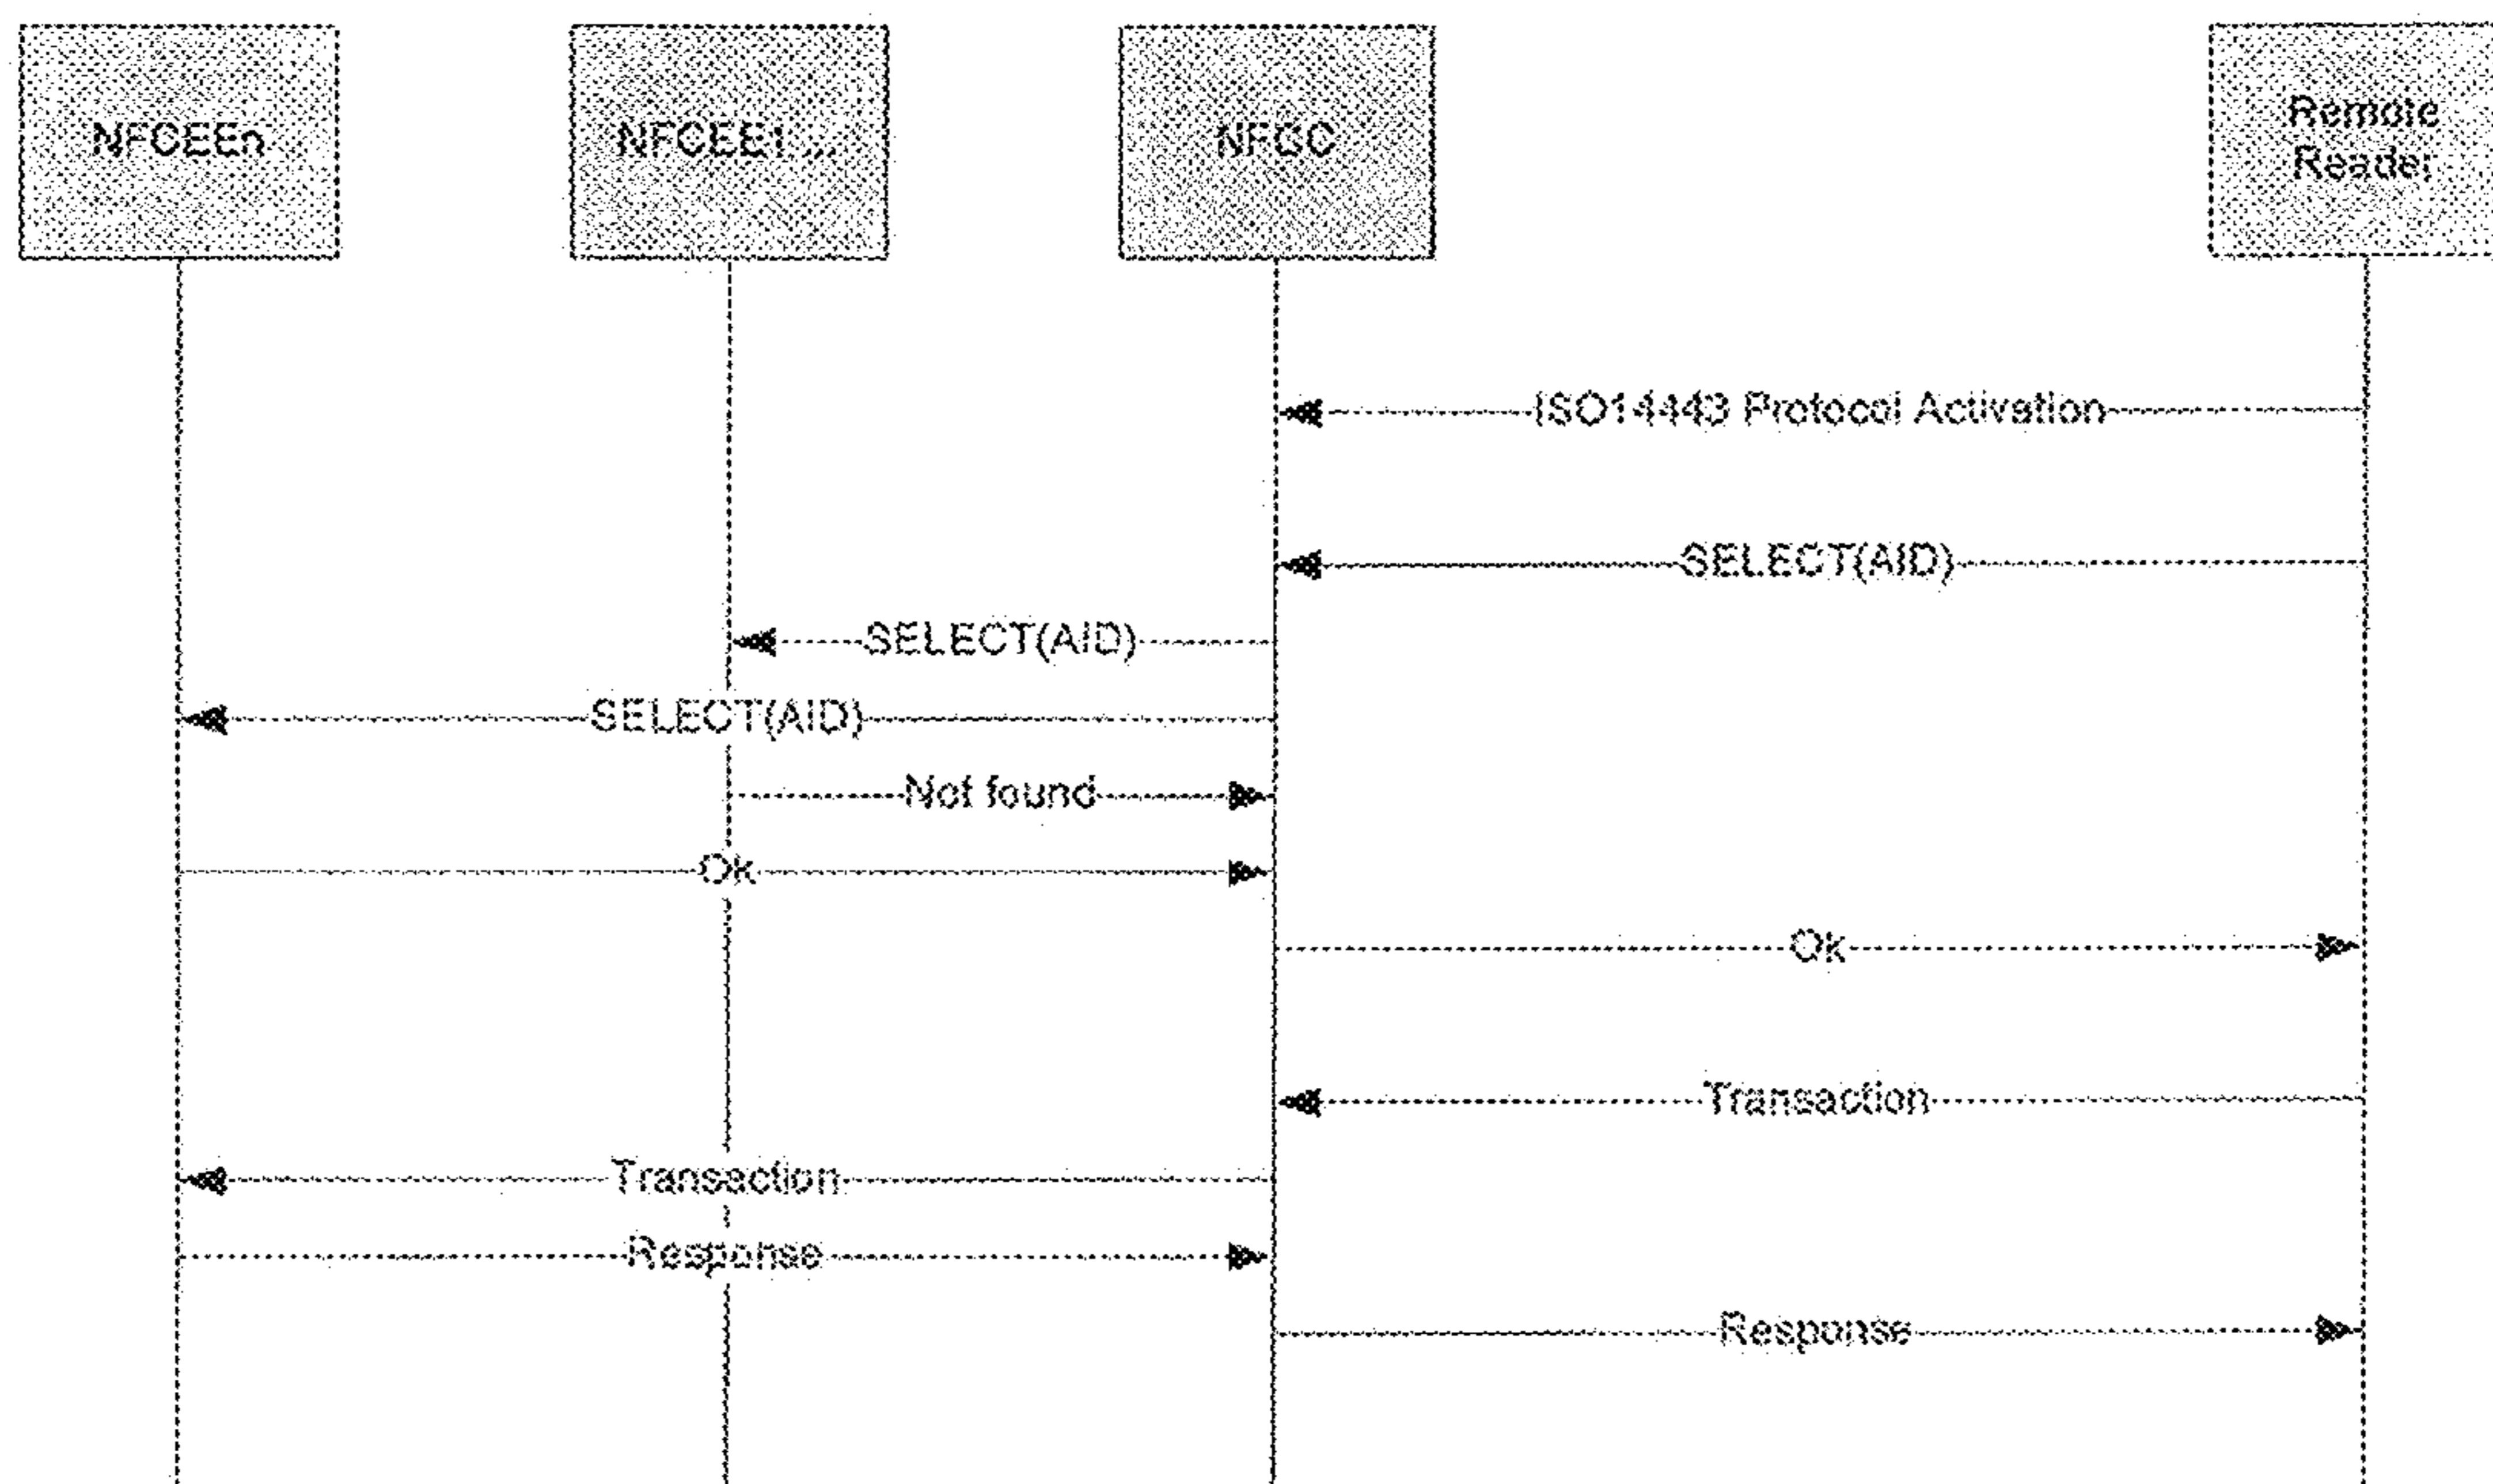 NFCEEn
NFCEE1 ...
NFCC
Remote
Reader
ISO14443 Protocol Activation
SELECT(AID)
SELECT(AID)
SELECT(AID)
Not found
Ok
Ok
Transaction
Transaction
Response
Response